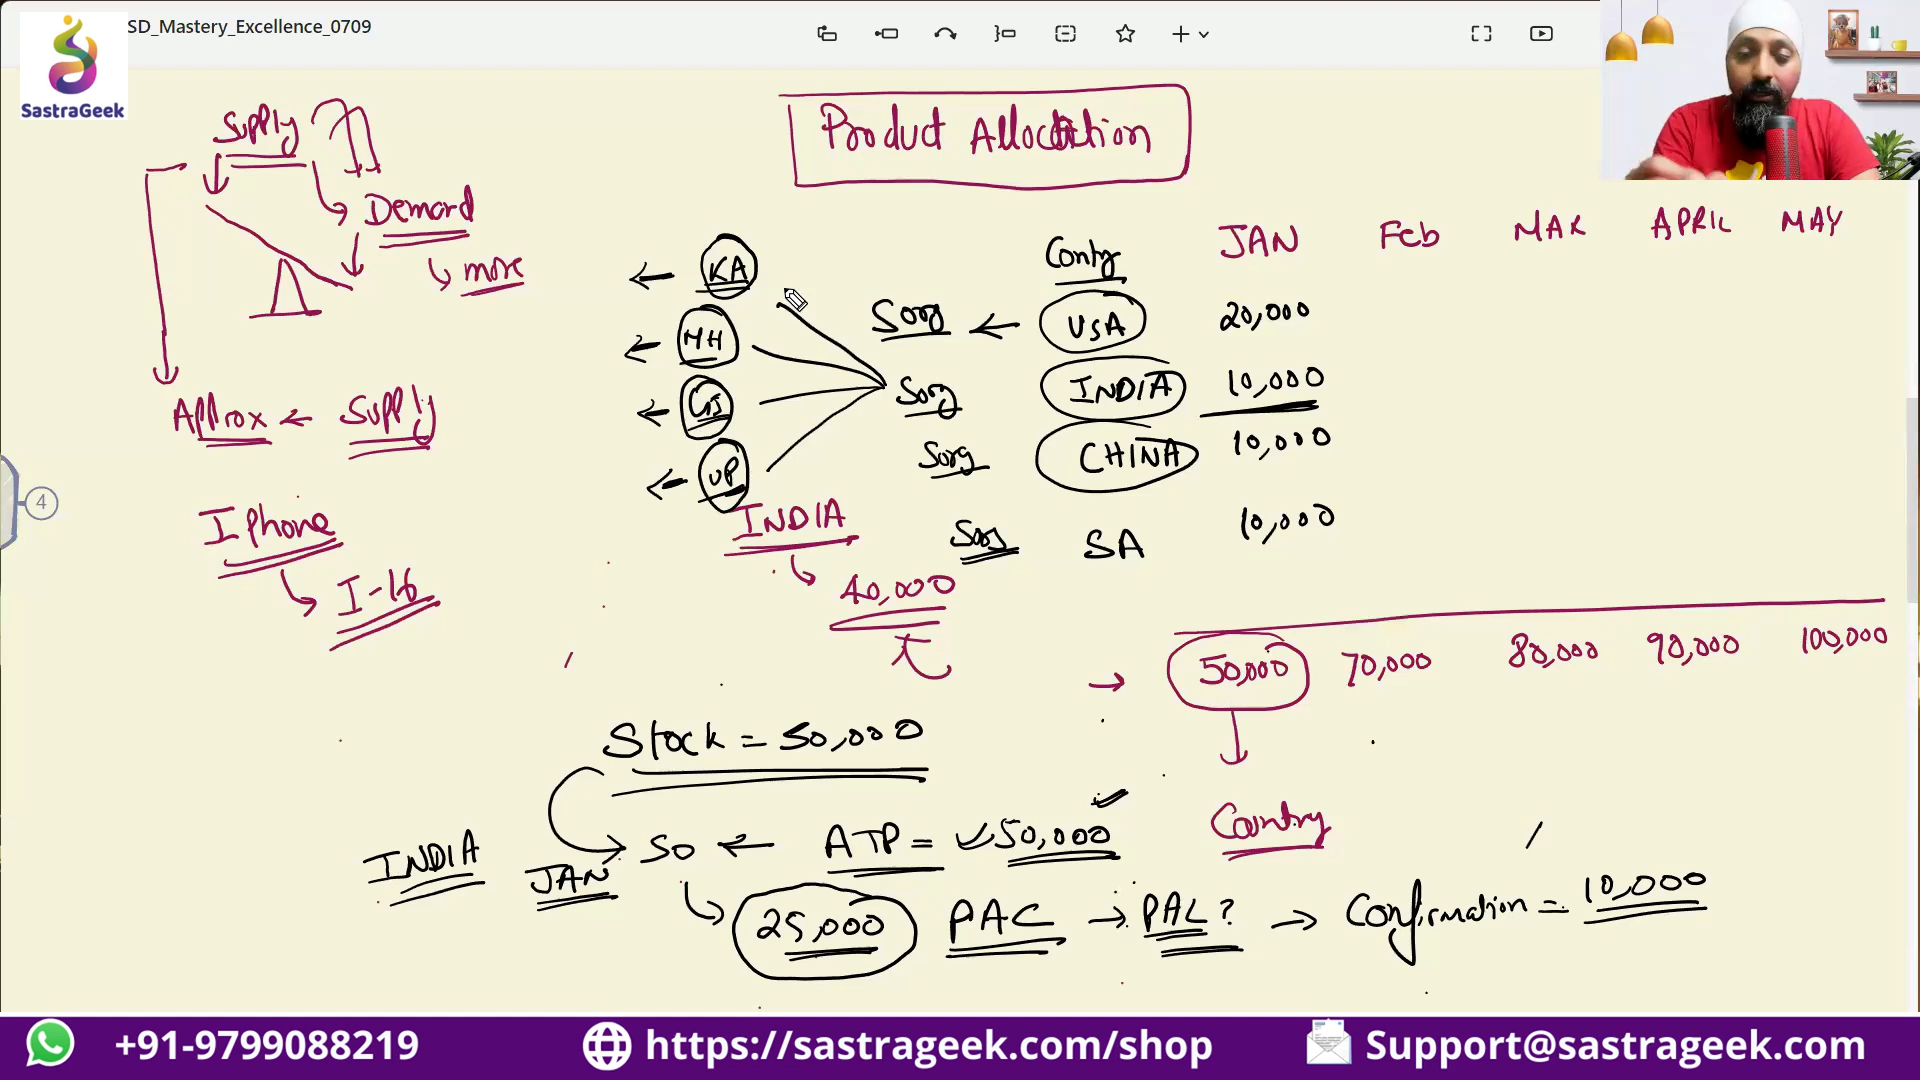 SD_Mastery_Excellence_0709
SastraGeek
Product Allocation
Supply
Demand
more
Approx ← Supply
Iphone
I-16
4
Conty JAN Feb MAR APRIL MAY
KA
Sorg ← USA 20,000
MH
Sorg INDIA 10,000
GJ
Sorg CHINA 10,000
UP
Sorg SA 10,000
INDIA
40,000
→ 50,000 70,000 80,000 90,000 100,000
Country
Stock = 50,000
INDIA JAN SO ← ATP = ✓50,000
25,000 PAC → PAL? → Confirmation = 10,000
+91-9799088219 https://sastrageek.com/shop Support@sastrageek.com